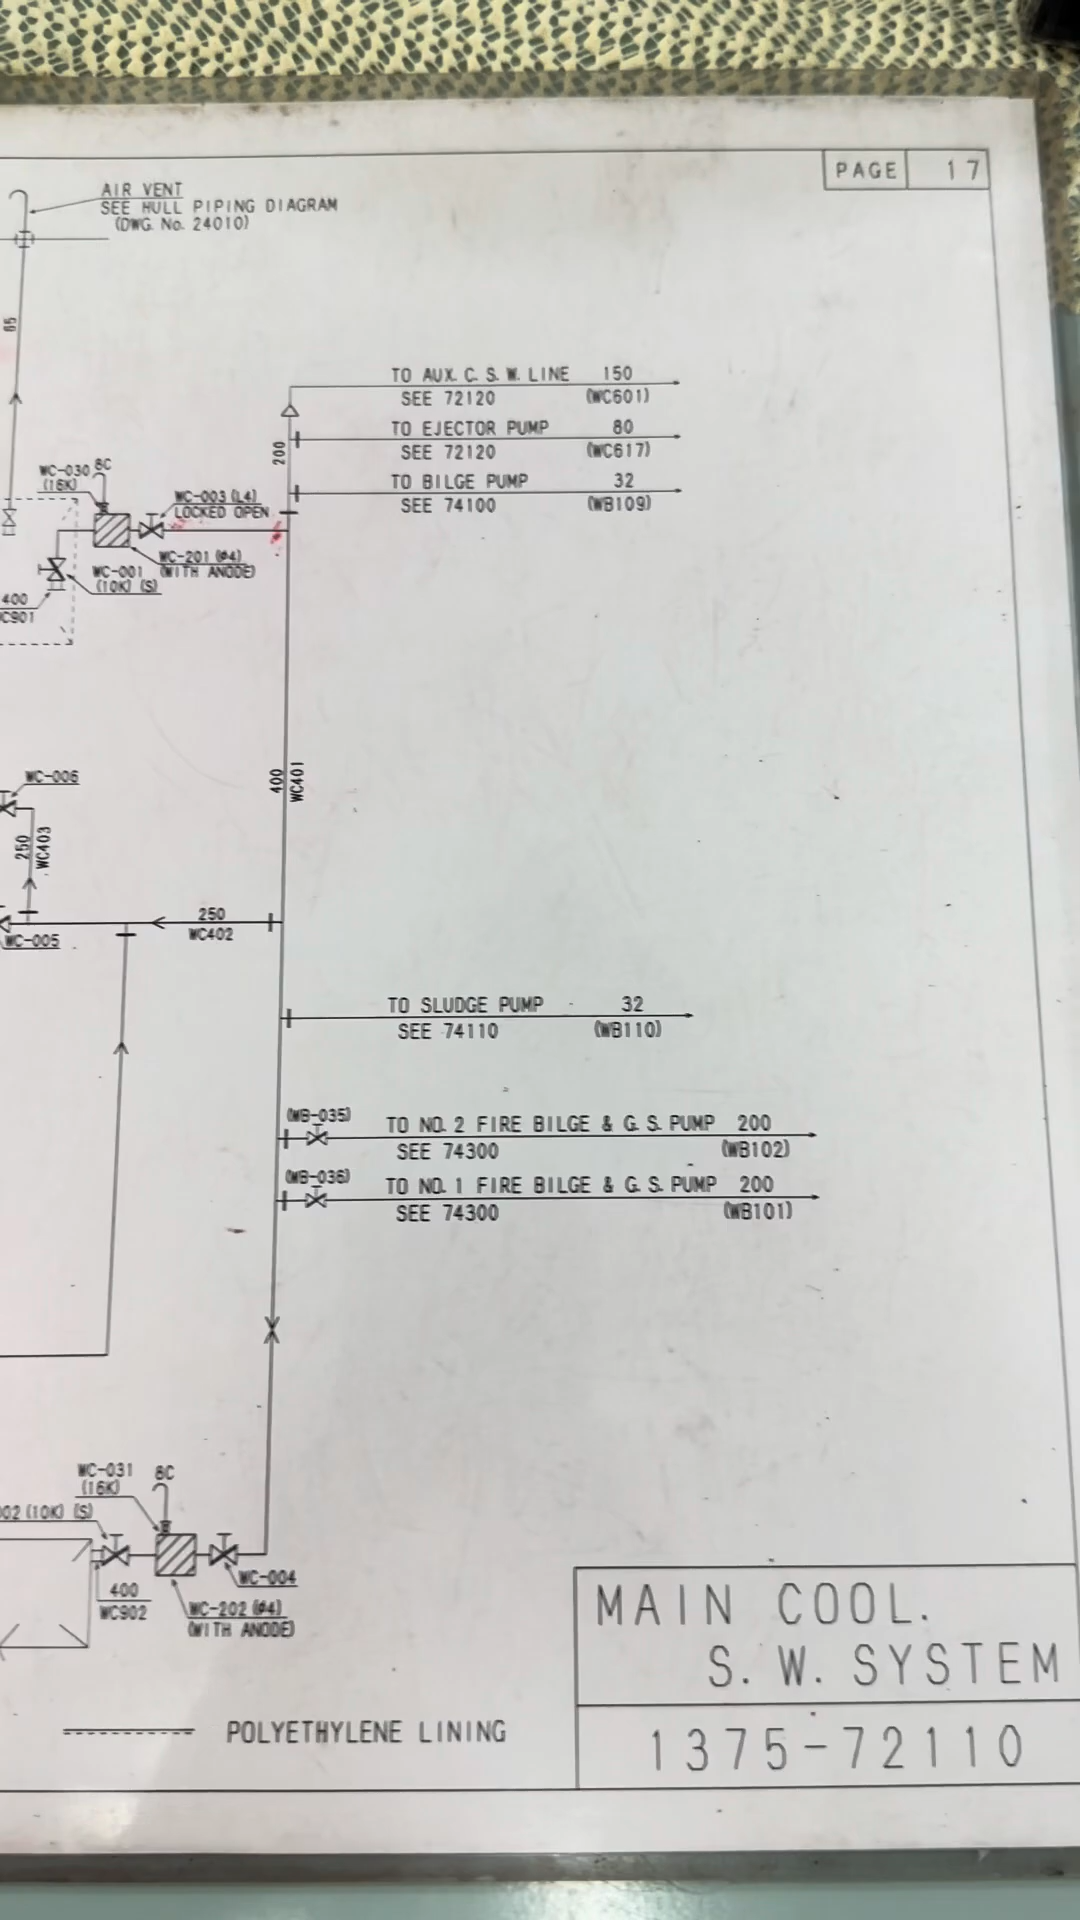 PAGE 17
AIR VENT
SEE HULL PIPING DIAGRAM
(DWG. No. 24010)
65
TO AUX. C. S. W. LINE 150
SEE 72120 (WC601)
TO EJECTOR PUMP 80
SEE 72120 (WC617)
200
TO BILGE PUMP 32
SEE 74100 (WB109)
WC-030 8C
(16K)
WC-003 (L4)
LOCKED OPEN
WC-201 (#4)
(WITH ANODE)
WC-001
(10K) (S)
400
C901
WC-006
250
WC403
400
WC401
250
WC402
WC-005
TO SLUDGE PUMP 32
SEE 74110 (WB110)
(WB-035)
TO NO. 2 FIRE BILGE & G. S. PUMP 200
SEE 74300 (WB102)
(WB-036)
TO NO. 1 FIRE BILGE & G. S. PUMP 200
SEE 74300 (WB101)
WC-031 8C
(16K)
02 (10K) (S)
WC-004
400
WC902
WC-202 (#4)
(WITH ANODE)
MAIN COOL.
S. W. SYSTEM
POLYETHYLENE LINING
1375-72110